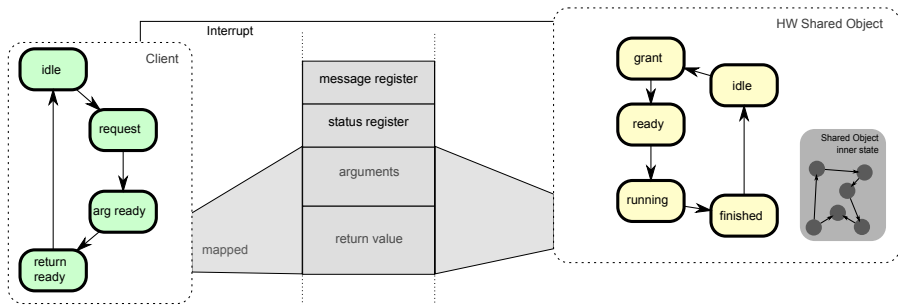 Interrupt
Client
idle
request
arg ready
return
ready
mapped
message register
status register
arguments
return value
HW Shared Object
grant
idle
ready
running
finished
Shared Object
inner state